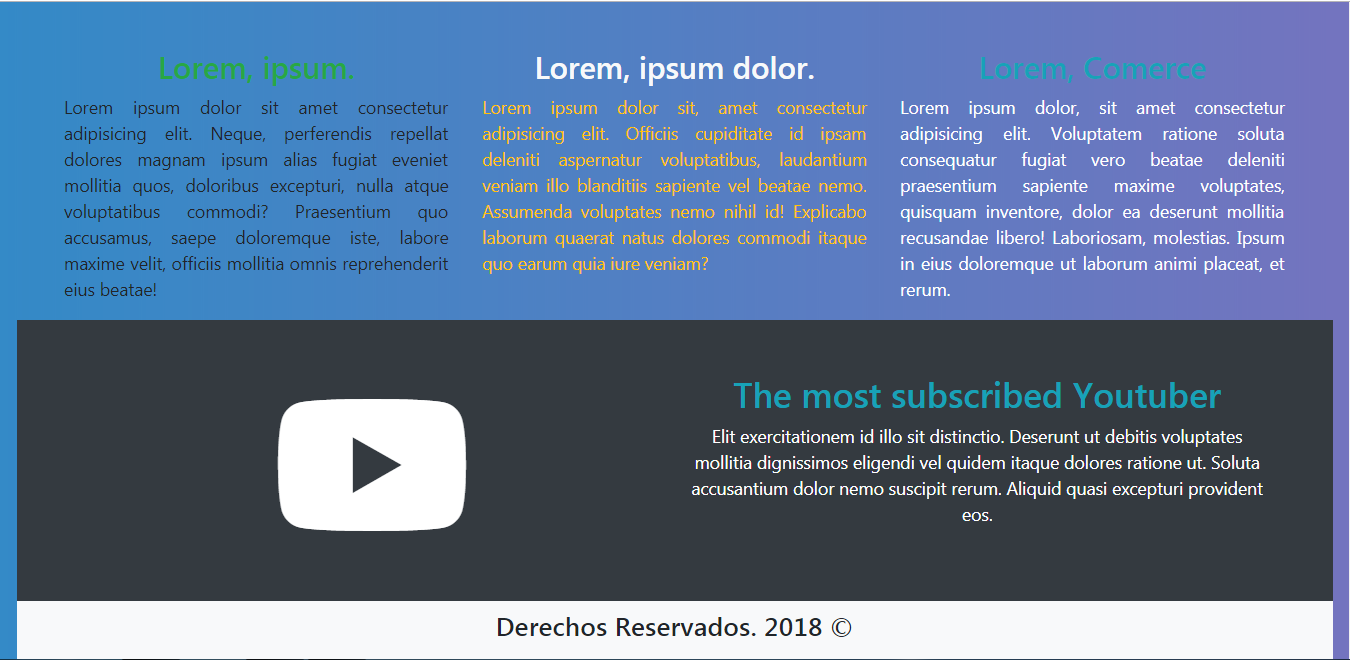 Lorem, ipsum.
Lorem ipsum dolor sit amet consectetur
adipisicing elit. Neque, perferendis repellat
dolores magnam ipsum alias fugiat eveniet
mollitia quos, doloribus excepturi, nulla atque
voluptatibus commodi? Praesentium quo
accusamus, saepe doloremque iste, labore
maxime velit, officiis mollitia omnis reprehenderit
eius beatae!
Lorem, ipsum dolor.
Lorem ipsum dolor sit, amet consectetur
adipisicing elit. Officiis cupiditate id ipsam
deleniti aspernatur voluptatibus, laudantium
veniam illo blanditiis sapiente vel beatae nemo.
Assumenda voluptates nemo nihil id! Explicabo
laborum quaerat natus dolores commodi itaque
quo earum quia iure veniam?
Lorem, Comerce
Lorem ipsum dolor, sit amet consectetur
adipisicing elit. Voluptatem ratione soluta
consequatur fugiat vero beatae deleniti
praesentium sapiente maxime voluptates,
quisquam inventore, dolor ea deserunt mollitia
recusandae libero! Laboriosam, molestias. Ipsum
in eius doloremque ut laborum animi placeat, et
rerum.
The most subscribed Youtuber
Elit exercitationem id illo sit distinctio. Deserunt ut debitis voluptates
mollitia dignissimos eligendi vel quidem itaque dolores ratione ut. Soluta
accusantium dolor nemo suscipit rerum. Aliquid quasi excepturi provident
eos.
Derechos Reservados. 2018 ©